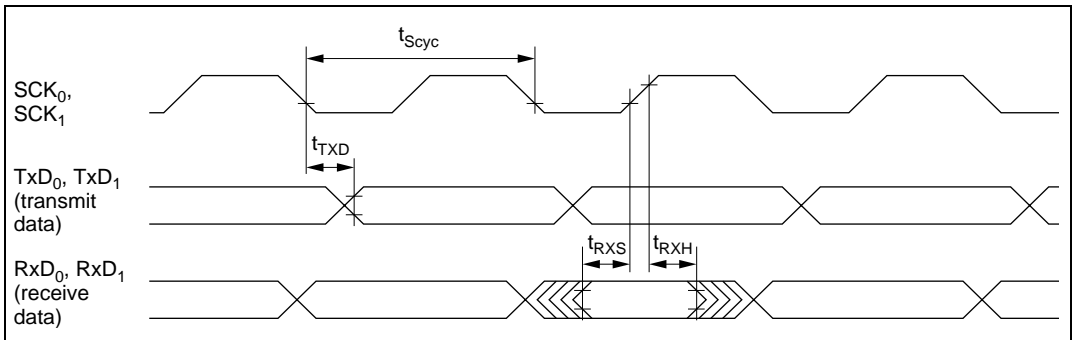 tScyc
SCK0,
SCK1
tTXD
TxD0, TxD1
(transmit
data)
tRXS
tRXH
RxD0, RxD1
(receive
data)